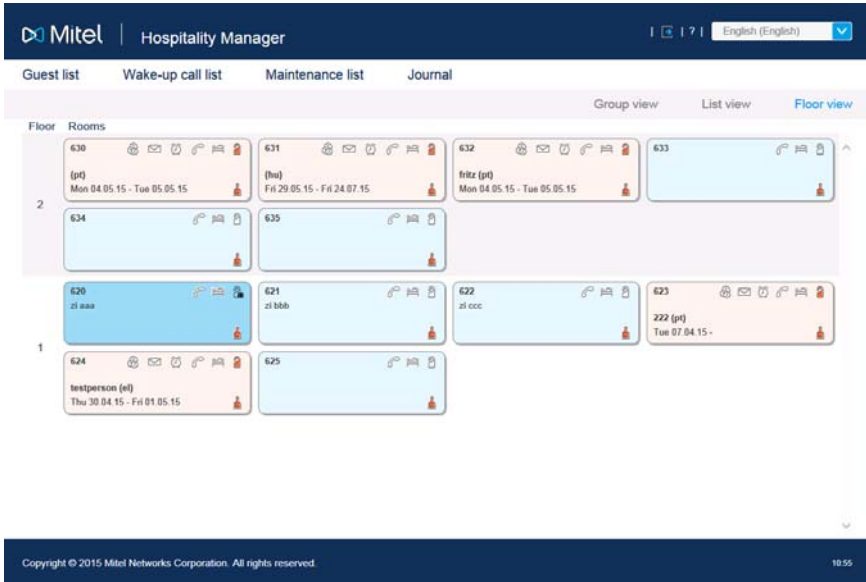 Mitel | Hospitality Manager
| | ? | English (English)
Guest list Wake-up call list Maintenance list Journal
Group view List view Floor view
Floor Rooms
630 631 632 633
(pt) (hu) fritz (pt)
Mon 04.05.15 - Tue 05.05.15 Fri 29.05.15 - Fri 24.07.15 Mon 04.05.15 - Tue 05.05.15
2
634 635
620 621 622 623
zi aaa zi bbb zi ccc
222 (pt)
Tue 07.04.15 -
1
624 625
testperson (el)
Thu 30.04.15 - Fri 01.05.15
Copyright © 2015 Mitel Networks Corporation. All rights reserved. 10:55